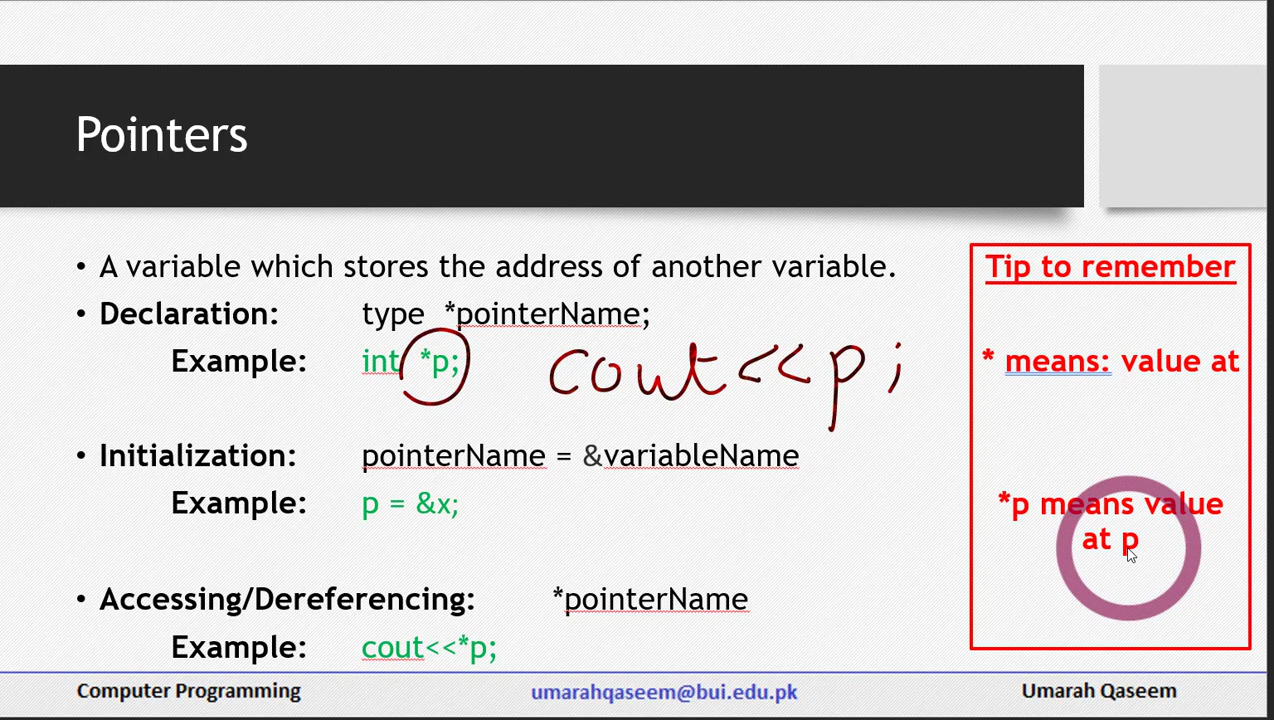 Pointers
• A variable which stores the address of another variable.
• Declaration: type *pointerName;
Example: int *p;
cout<<p;
• Initialization: pointerName = &variableName
Example: p = &x;
• Accessing/Dereferencing: *pointerName
Example: cout<<*p;
Tip to remember
* means: value at
*p means value
at p
Computer Programming umarahqaseem@bui.edu.pk Umarah Qaseem